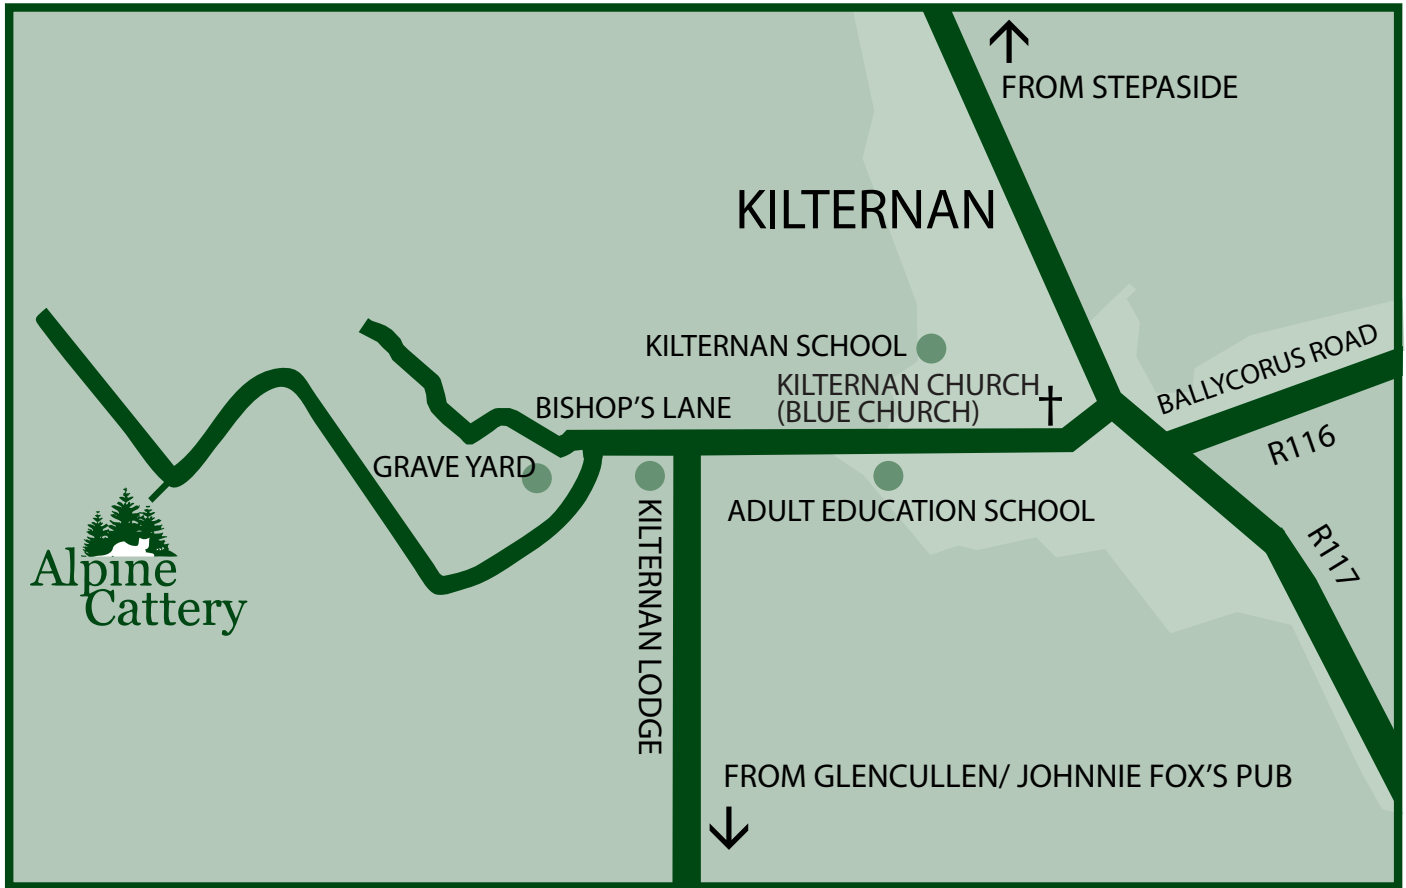 FROM STEPASIDE
KILTERNAN
KILTERNAN SCHOOL
KILTERNAN CHURCH
(BLUE CHURCH)
BALLYCORUS ROAD
R116
BISHOP'S LANE
GRAVE YARD
ADULT EDUCATION SCHOOL
R117
KILTERNAN LODGE
Alpine
Cattery
FROM GLENCULLEN/ JOHNNIE FOX'S PUB